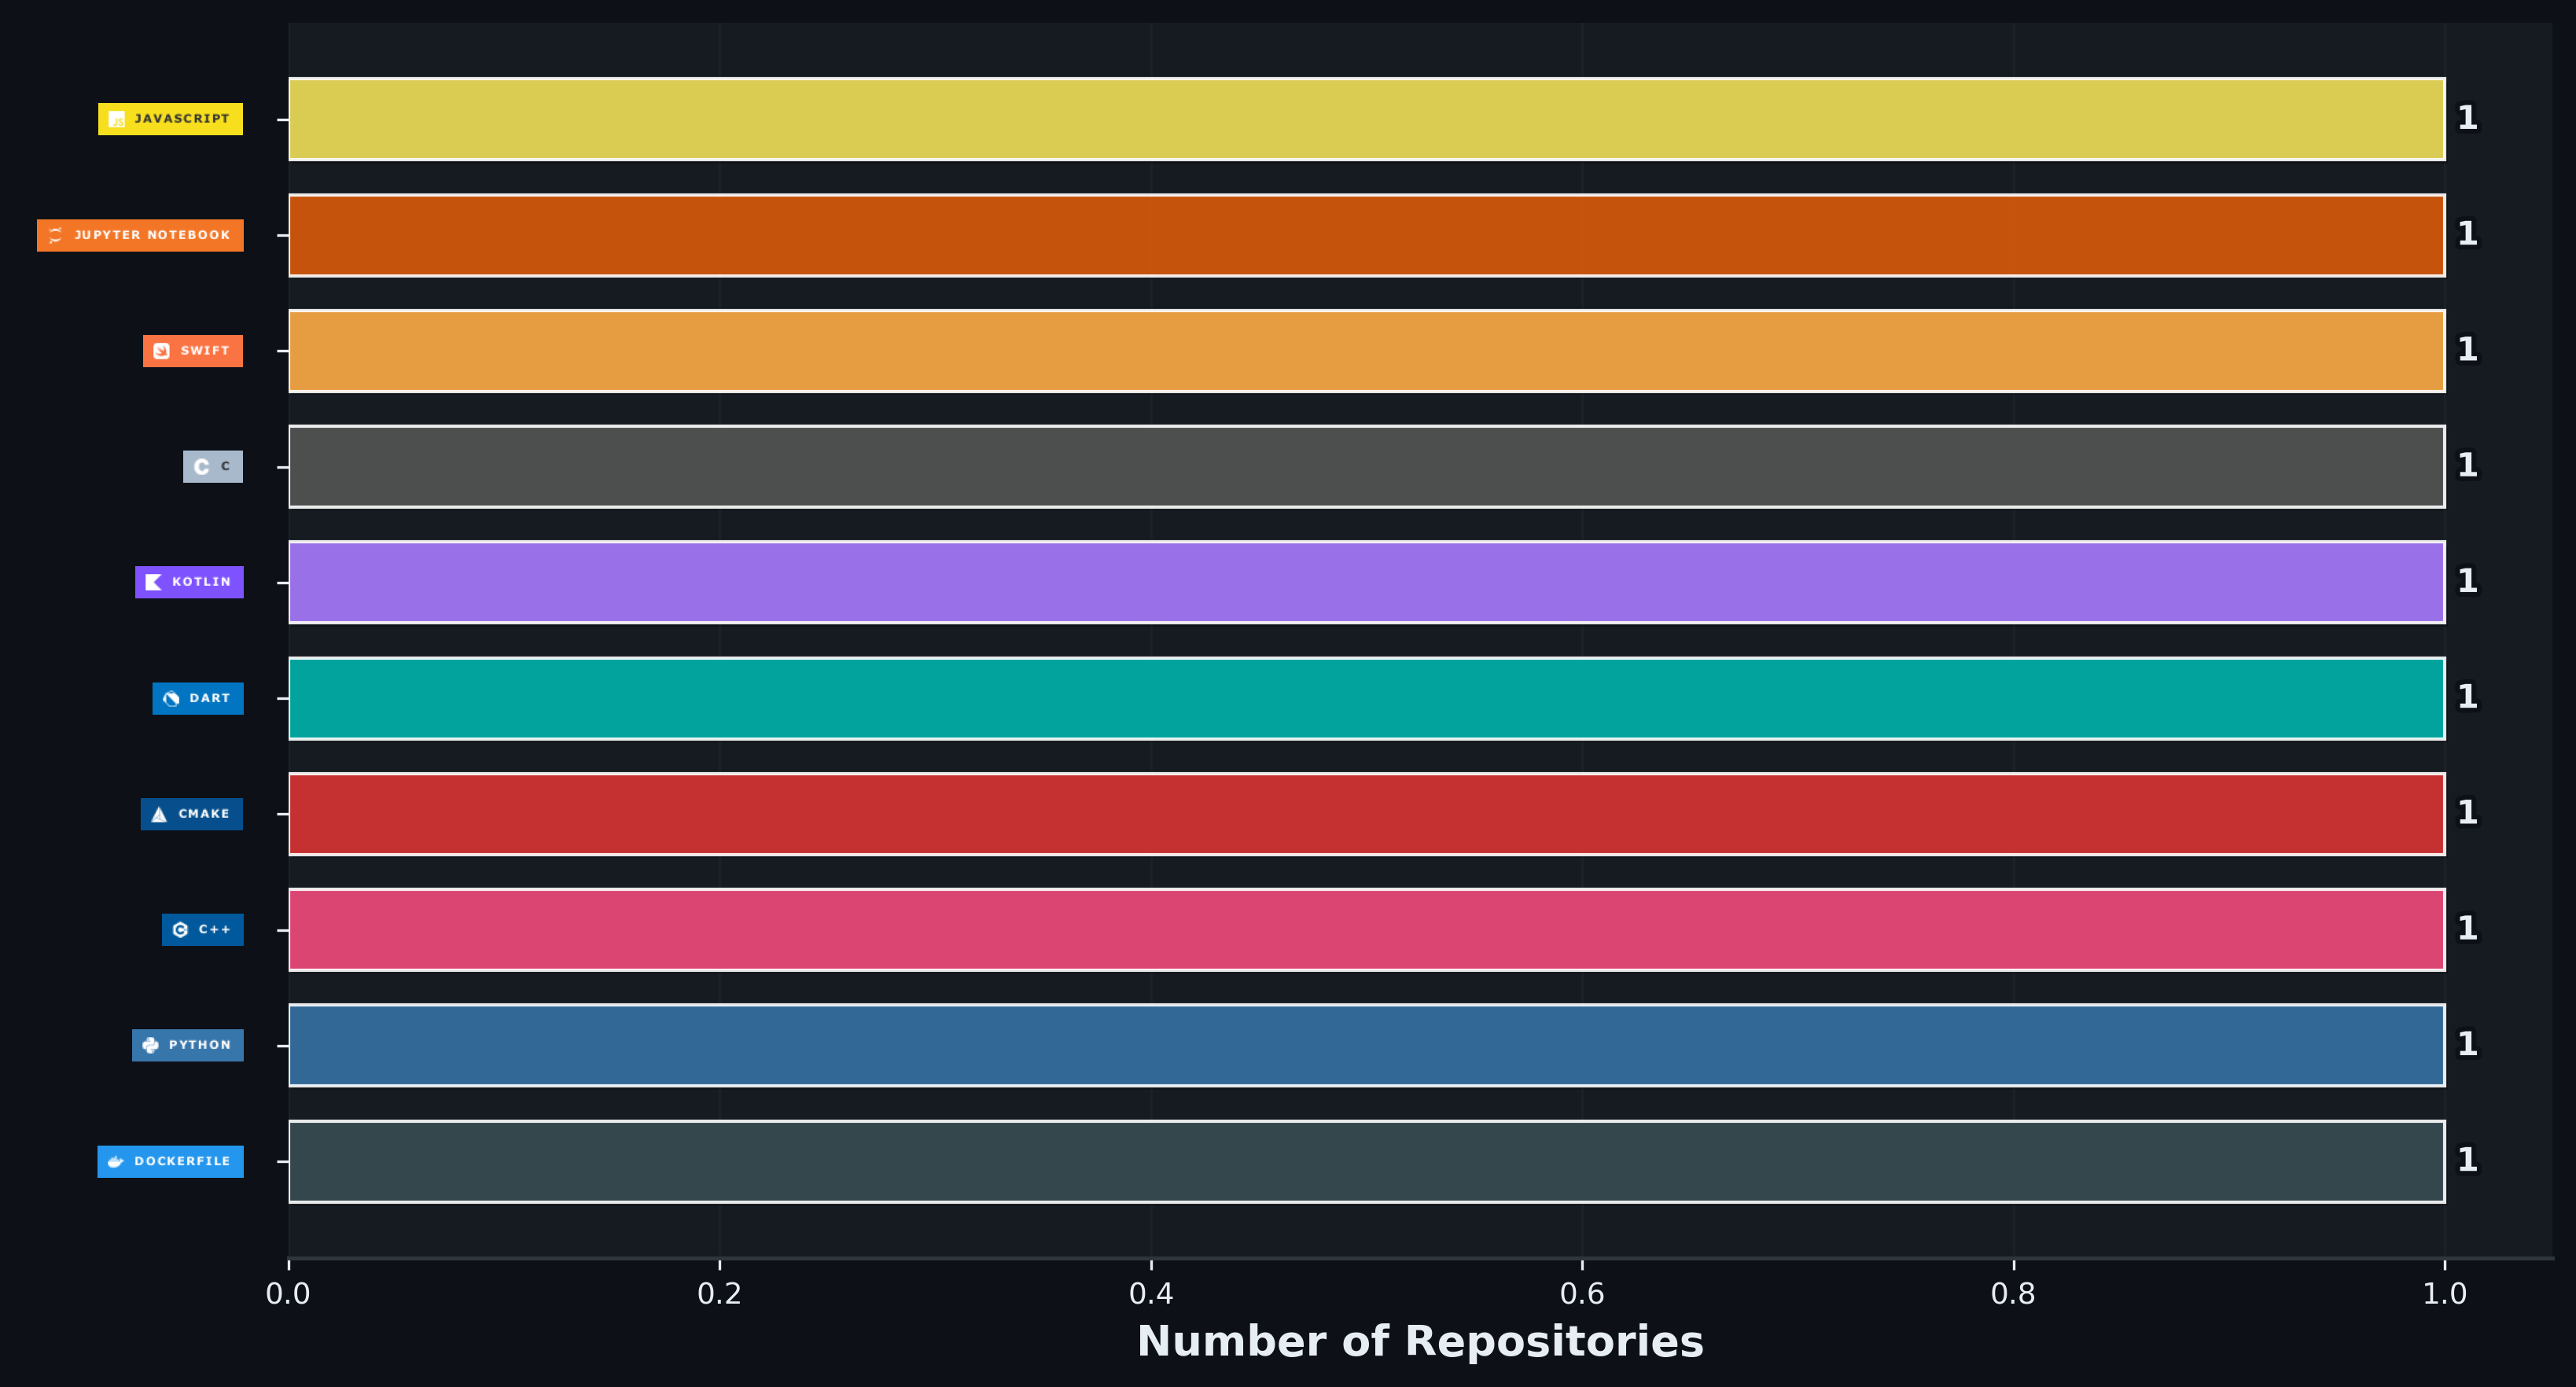 JAVASCRIPT 1
JUPYTER NOTEBOOK 1
SWIFT 1
C C 1
KOTLIN 1
DART 1
CMAKE 1
C++ 1
PYTHON 1
DOCKERFILE 1
0.0 0.2 0.4 0.6 0.8 1.0
Number of Repositories